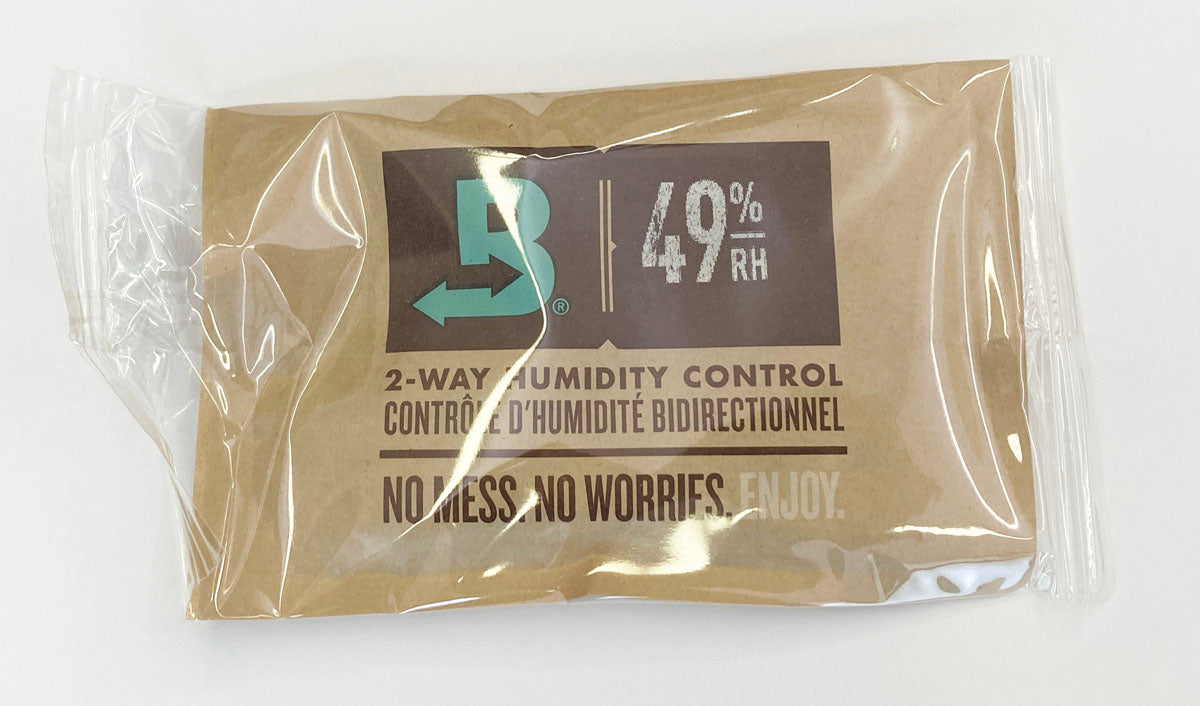 B®
49% RH
2-WAY HUMIDITY CONTROL
CONTRÔLE D'HUMIDITÉ BIDIRECTIONNEL
NO MESS. NO WORRIES. ENJOY.